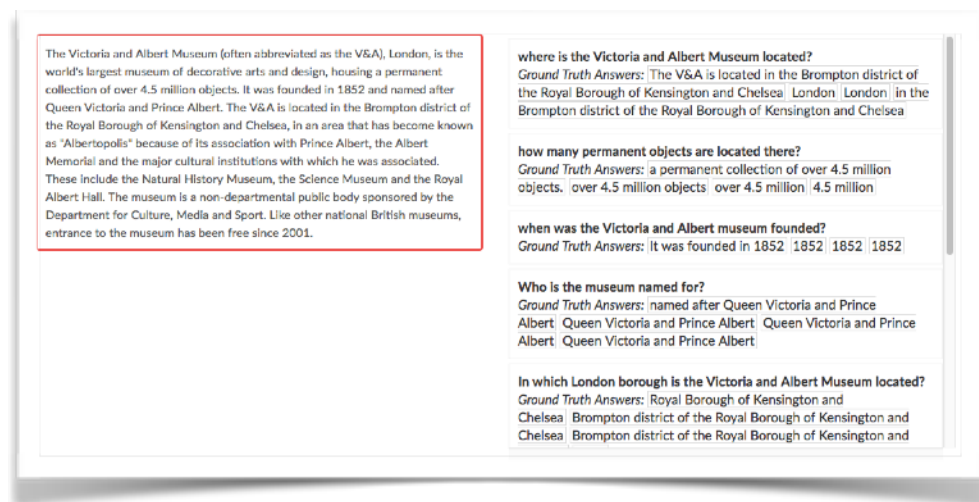 The Victoria and Albert Museum (often abbreviated as the V&A), London, is the
world's largest museum of decorative arts and design, housing a permanent
collection of over 4.5 million objects. It was founded in 1852 and named after
Queen Victoria and Prince Albert. The V&A is located in the Brompton district of
the Royal Borough of Kensington and Chelsea, in an area that has become known
as "Albertopolis" because of its association with Prince Albert, the Albert
Memorial and the major cultural institutions with which he was associated.
These include the Natural History Museum, the Science Museum and the Royal
Albert Hall. The museum is a non-departmental public body sponsored by the
Department for Culture, Media and Sport. Like other national British museums,
entrance to the museum has been free since 2001.
where is the Victoria and Albert Museum located?
Ground Truth Answers: The V&A is located in the Brompton district of
the Royal Borough of Kensington and Chelsea London London in the
Brompton district of the Royal Borough of Kensington and Chelsea
how many permanent objects are located there?
Ground Truth Answers: a permanent collection of over 4.5 million
objects. over 4.5 million objects over 4.5 million 4.5 million
when was the Victoria and Albert museum founded?
Ground Truth Answers: It was founded in 1852 1852 1852 1852
Who is the museum named for?
Ground Truth Answers: named after Queen Victoria and Prince
Albert Queen Victoria and Prince Albert Queen Victoria and Prince
Albert Queen Victoria and Prince Albert
In which London borough is the Victoria and Albert Museum located?
Ground Truth Answers: Royal Borough of Kensington and
Chelsea Brompton district of the Royal Borough of Kensington and
Chelsea Brompton district of the Royal Borough of Kensington and